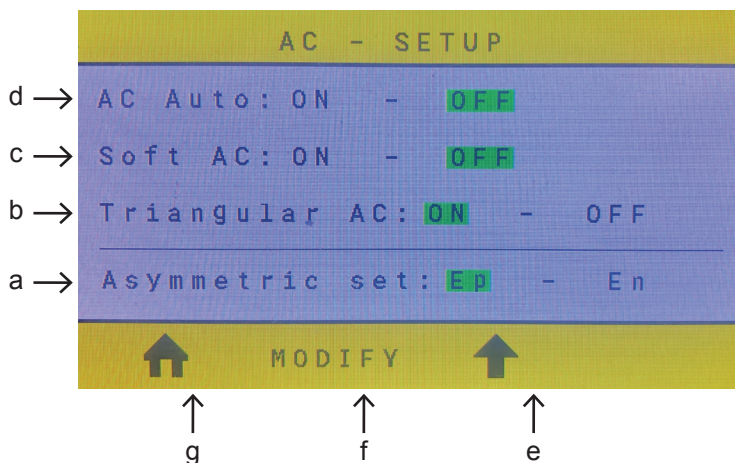 AC - SETUP
d AC Auto: ON - OFF
c Soft AC: ON - OFF
b Triangular AC: ON - OFF
a Asymmetric set: Ep - En
MODIFY
g f e